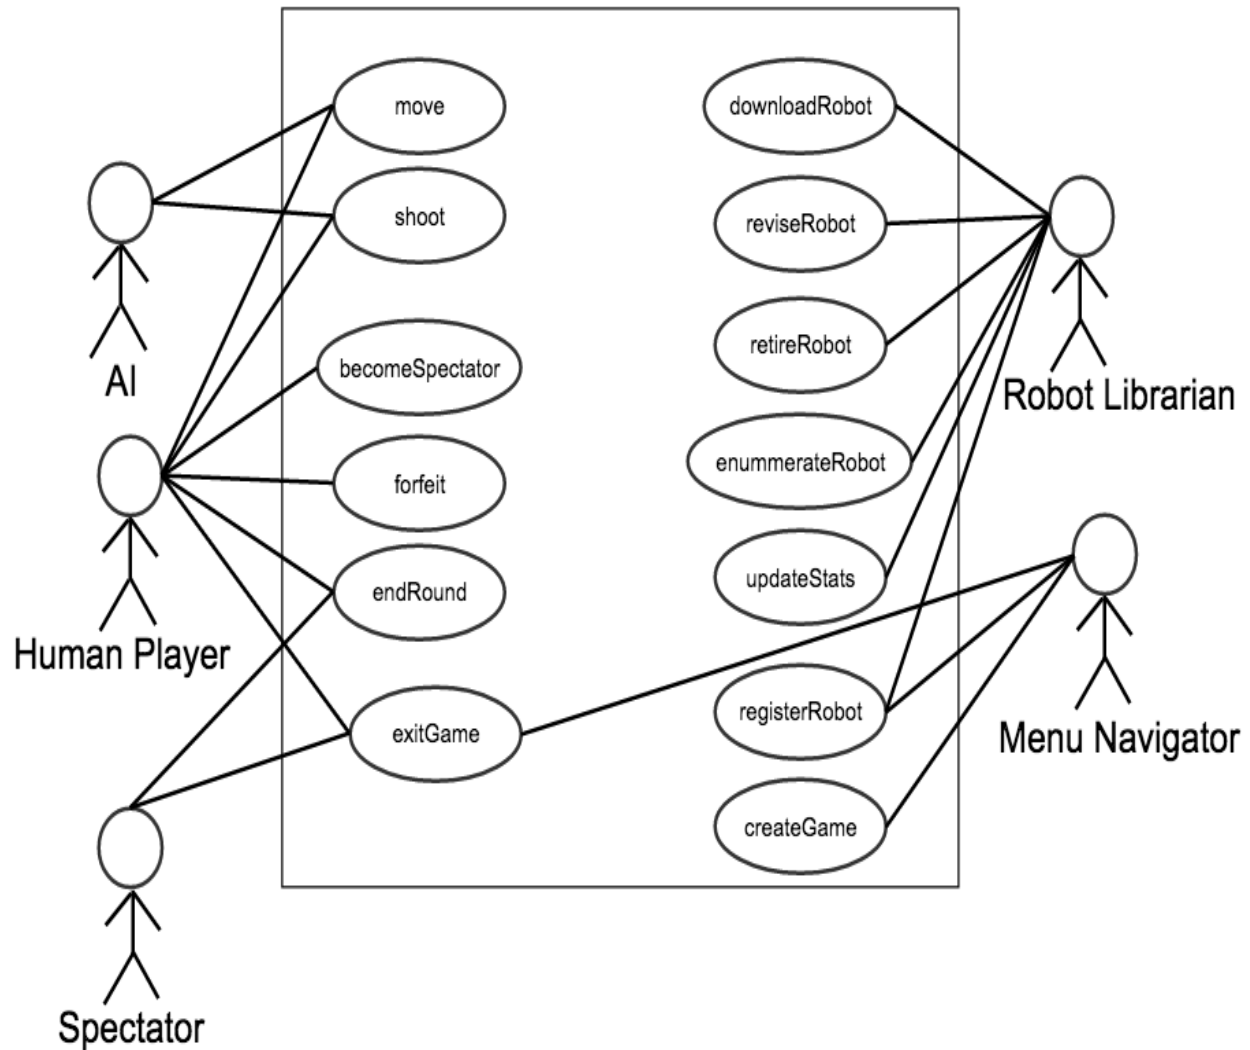 move
downloadRobot
shoot
reviseRobot
AI
becomeSpectator
retireRobot
Robot Librarian
forfeit
enummerateRobot
endRound
updateStats
Human Player
exitGame
registerRobot
Menu Navigator
createGame
Spectator